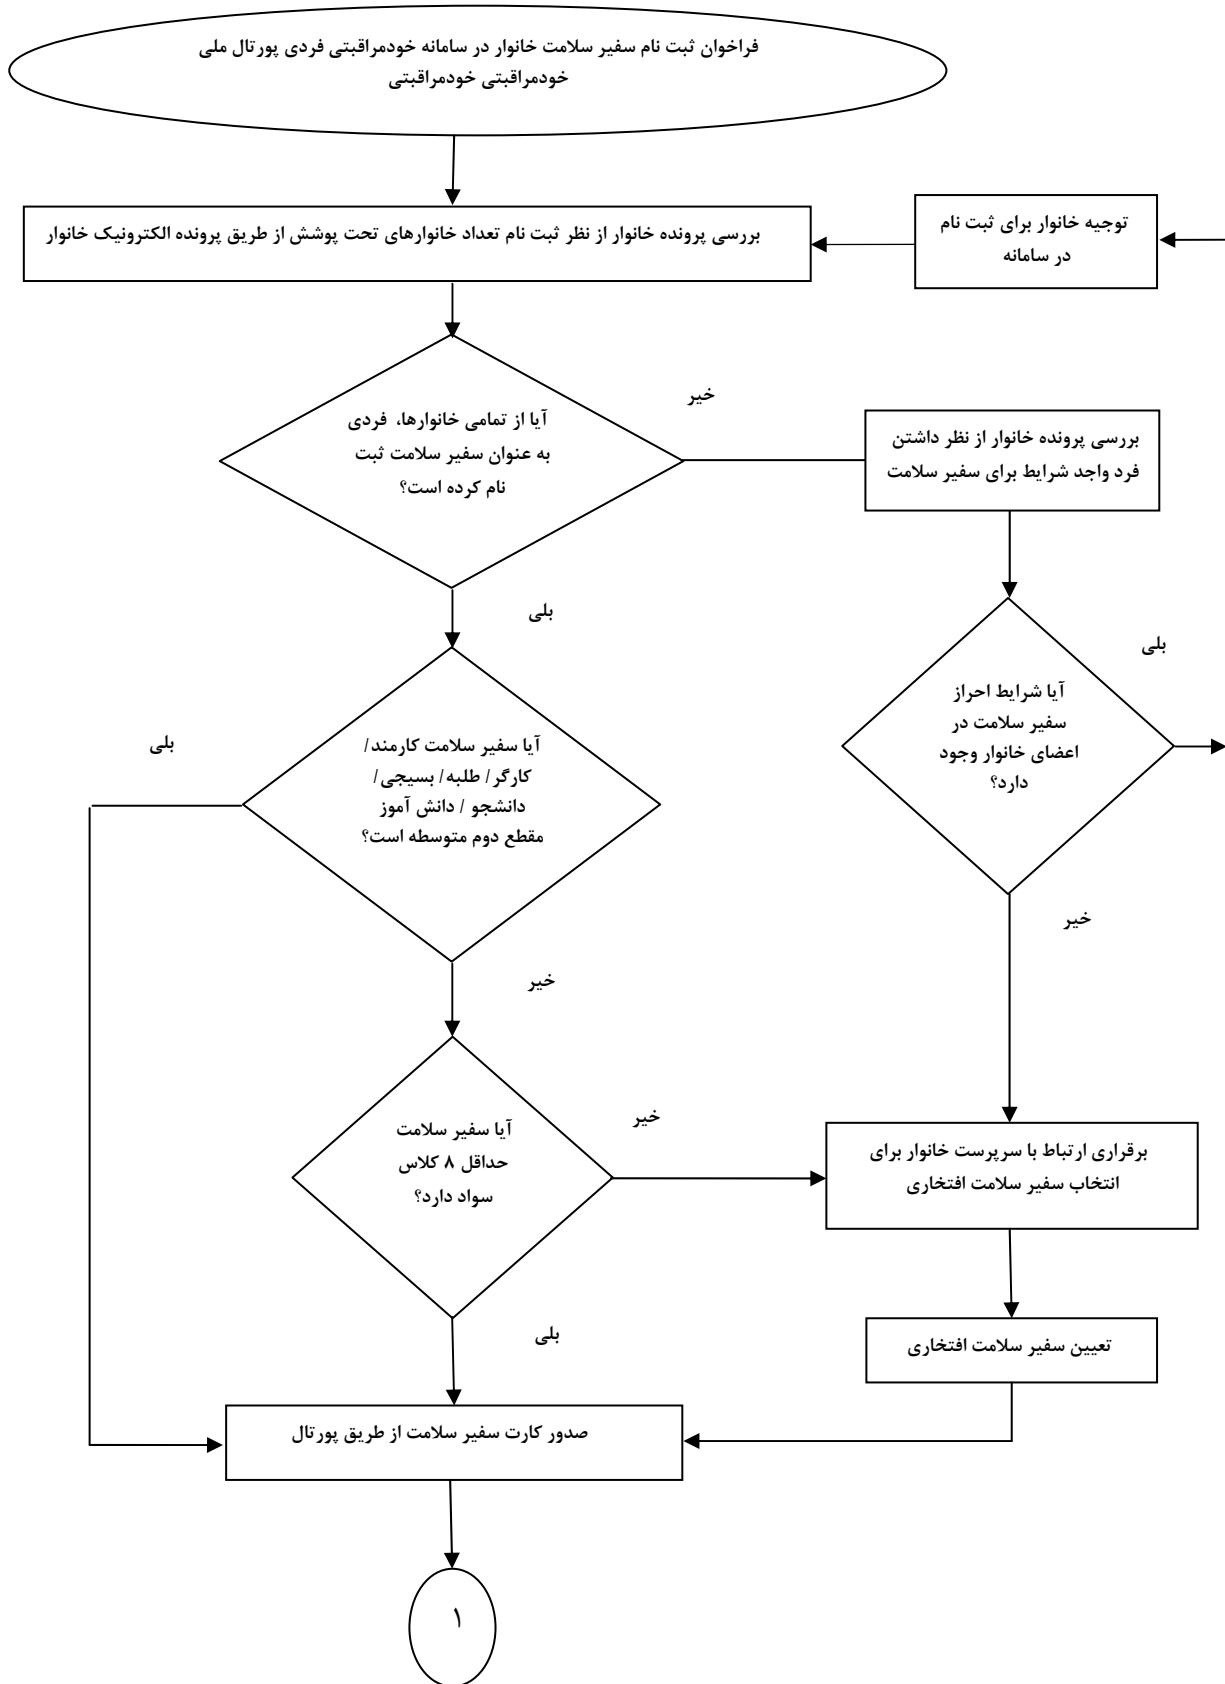 فراخوان ثبت نام سفیر سلامت خانوار در سامانه خودمراقبتی فردی پورتال ملی
خودمراقبتی خودمراقبتی
بررسی پرونده خانوار از نظر ثبت نام تعداد خانوارهای تحت پوشش از طریق پرونده الکترونیک خانوار
توجیه خانوار برای ثبت نام
در سامانه
آیا از تمامی خانوارها، فردی
به عنوان سفیر سلامت ثبت
نام کرده است؟
خیر
بررسی پرونده خانوار از نظر داشتن
فرد واجد شرایط برای سفیر سلامت
بلی
بلی
آیا شرایط احراز
سفیر سلامت در
اعضای خانوار وجود
دارد؟
خیر
بلی
آیا سفیر سلامت کارمند/
کارگر/ طلبه/ بسیجی/
دانشجو / دانش آموز
مقطع دوم متوسطه است؟
خیر
آیا سفیر سلامت
حداقل ۸ کلاس
سواد دارد؟
خیر
بلی
برقراری ارتباط با سرپرست خانوار برای
انتخاب سفیر سلامت افتخاری
تعیین سفیر سلامت افتخاری
صدور کارت سفیر سلامت از طریق پورتال
۱